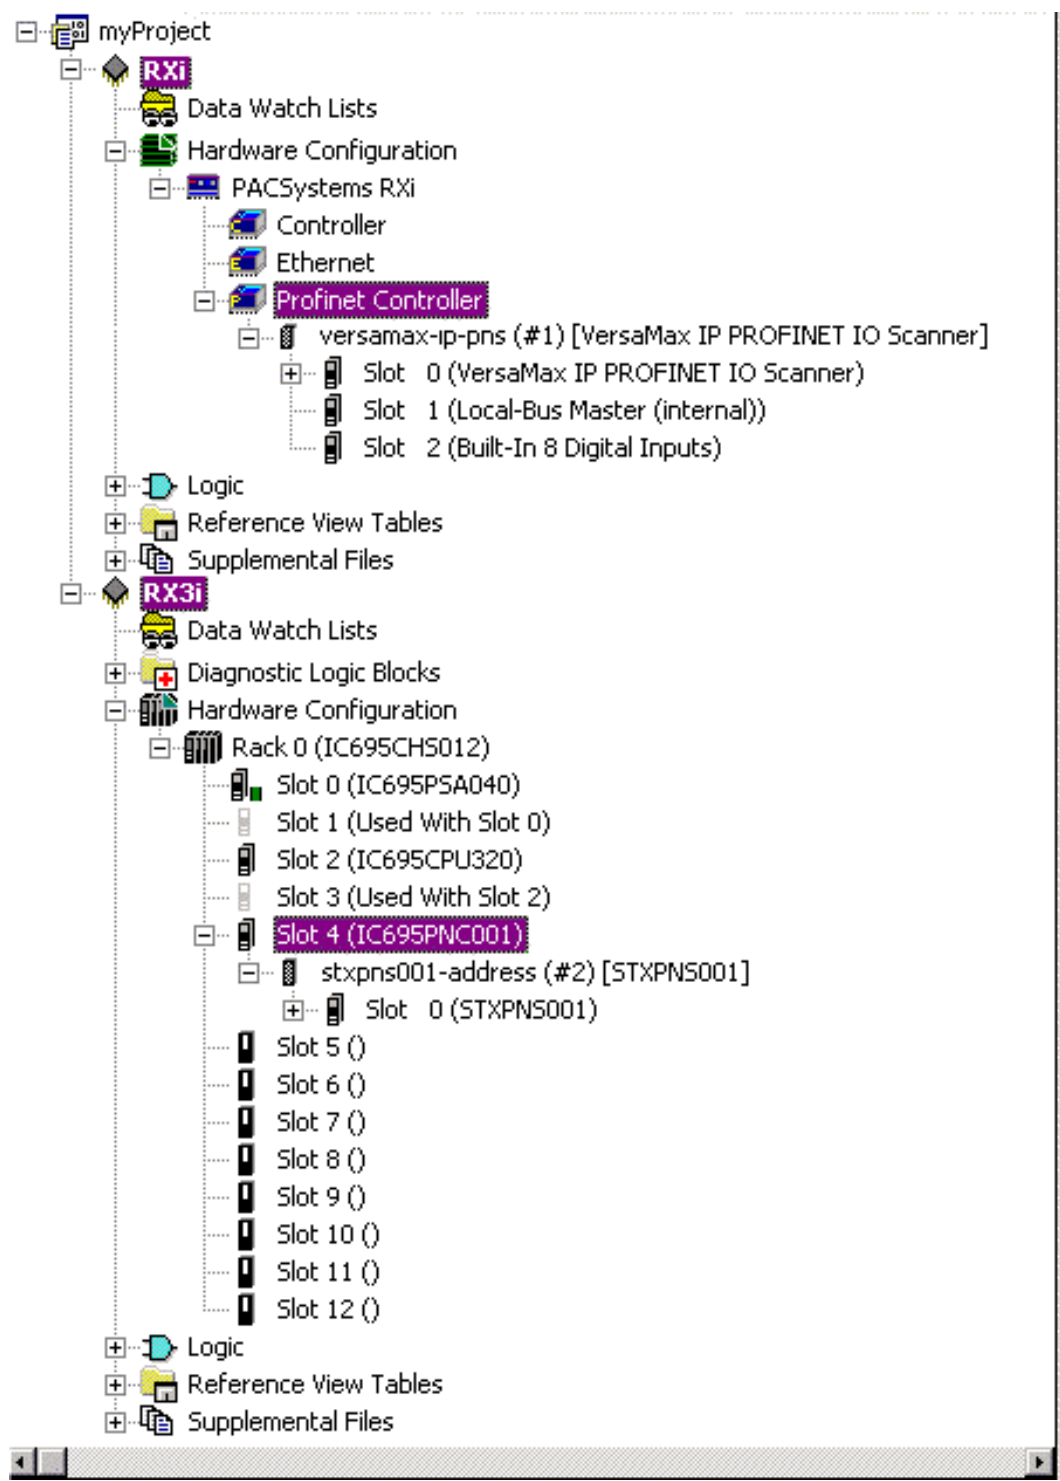 myProject
RXi
Data Watch Lists
Hardware Configuration
PACSystems RXi
Controller
Ethernet
Profinet Controller
versamax-ip-pns (#1) [VersaMax IP PROFINET IO Scanner]
Slot 0 (VersaMax IP PROFINET IO Scanner)
Slot 1 (Local-Bus Master (internal))
Slot 2 (Built-In 8 Digital Inputs)
Logic
Reference View Tables
Supplemental Files
RX3i
Data Watch Lists
Diagnostic Logic Blocks
Hardware Configuration
Rack 0 (IC695CHS012)
Slot 0 (IC695PSA040)
Slot 1 (Used With Slot 0)
Slot 2 (IC695CPU320)
Slot 3 (Used With Slot 2)
Slot 4 (IC695PNC001)
stxpns001-address (#2) [STXPNS001]
Slot 0 (STXPNS001)
Slot 5 ()
Slot 6 ()
Slot 7 ()
Slot 8 ()
Slot 9 ()
Slot 10 ()
Slot 11 ()
Slot 12 ()
Logic
Reference View Tables
Supplemental Files